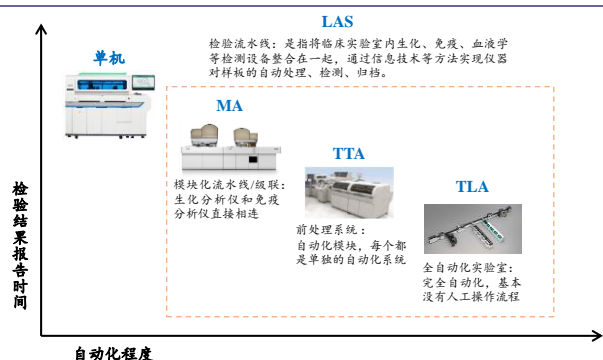 LAS
单机
检验流水线：是指将临床实验室内生化、免疫、血液学
等检测设备整合在一起，通过信息技术等方法实现仪器
对样板的自动处理、检测、归档。
MA
模块化流水线/级联：
生化分析仪和免疫
分析仪直接相连
TTA
前处理系统：
自动化模块，每个都
是单独的自动化系统
TLA
全自动化实验室：
完全自动化，基本
没有人工操作流程
检验结果报告时间
自动化程度